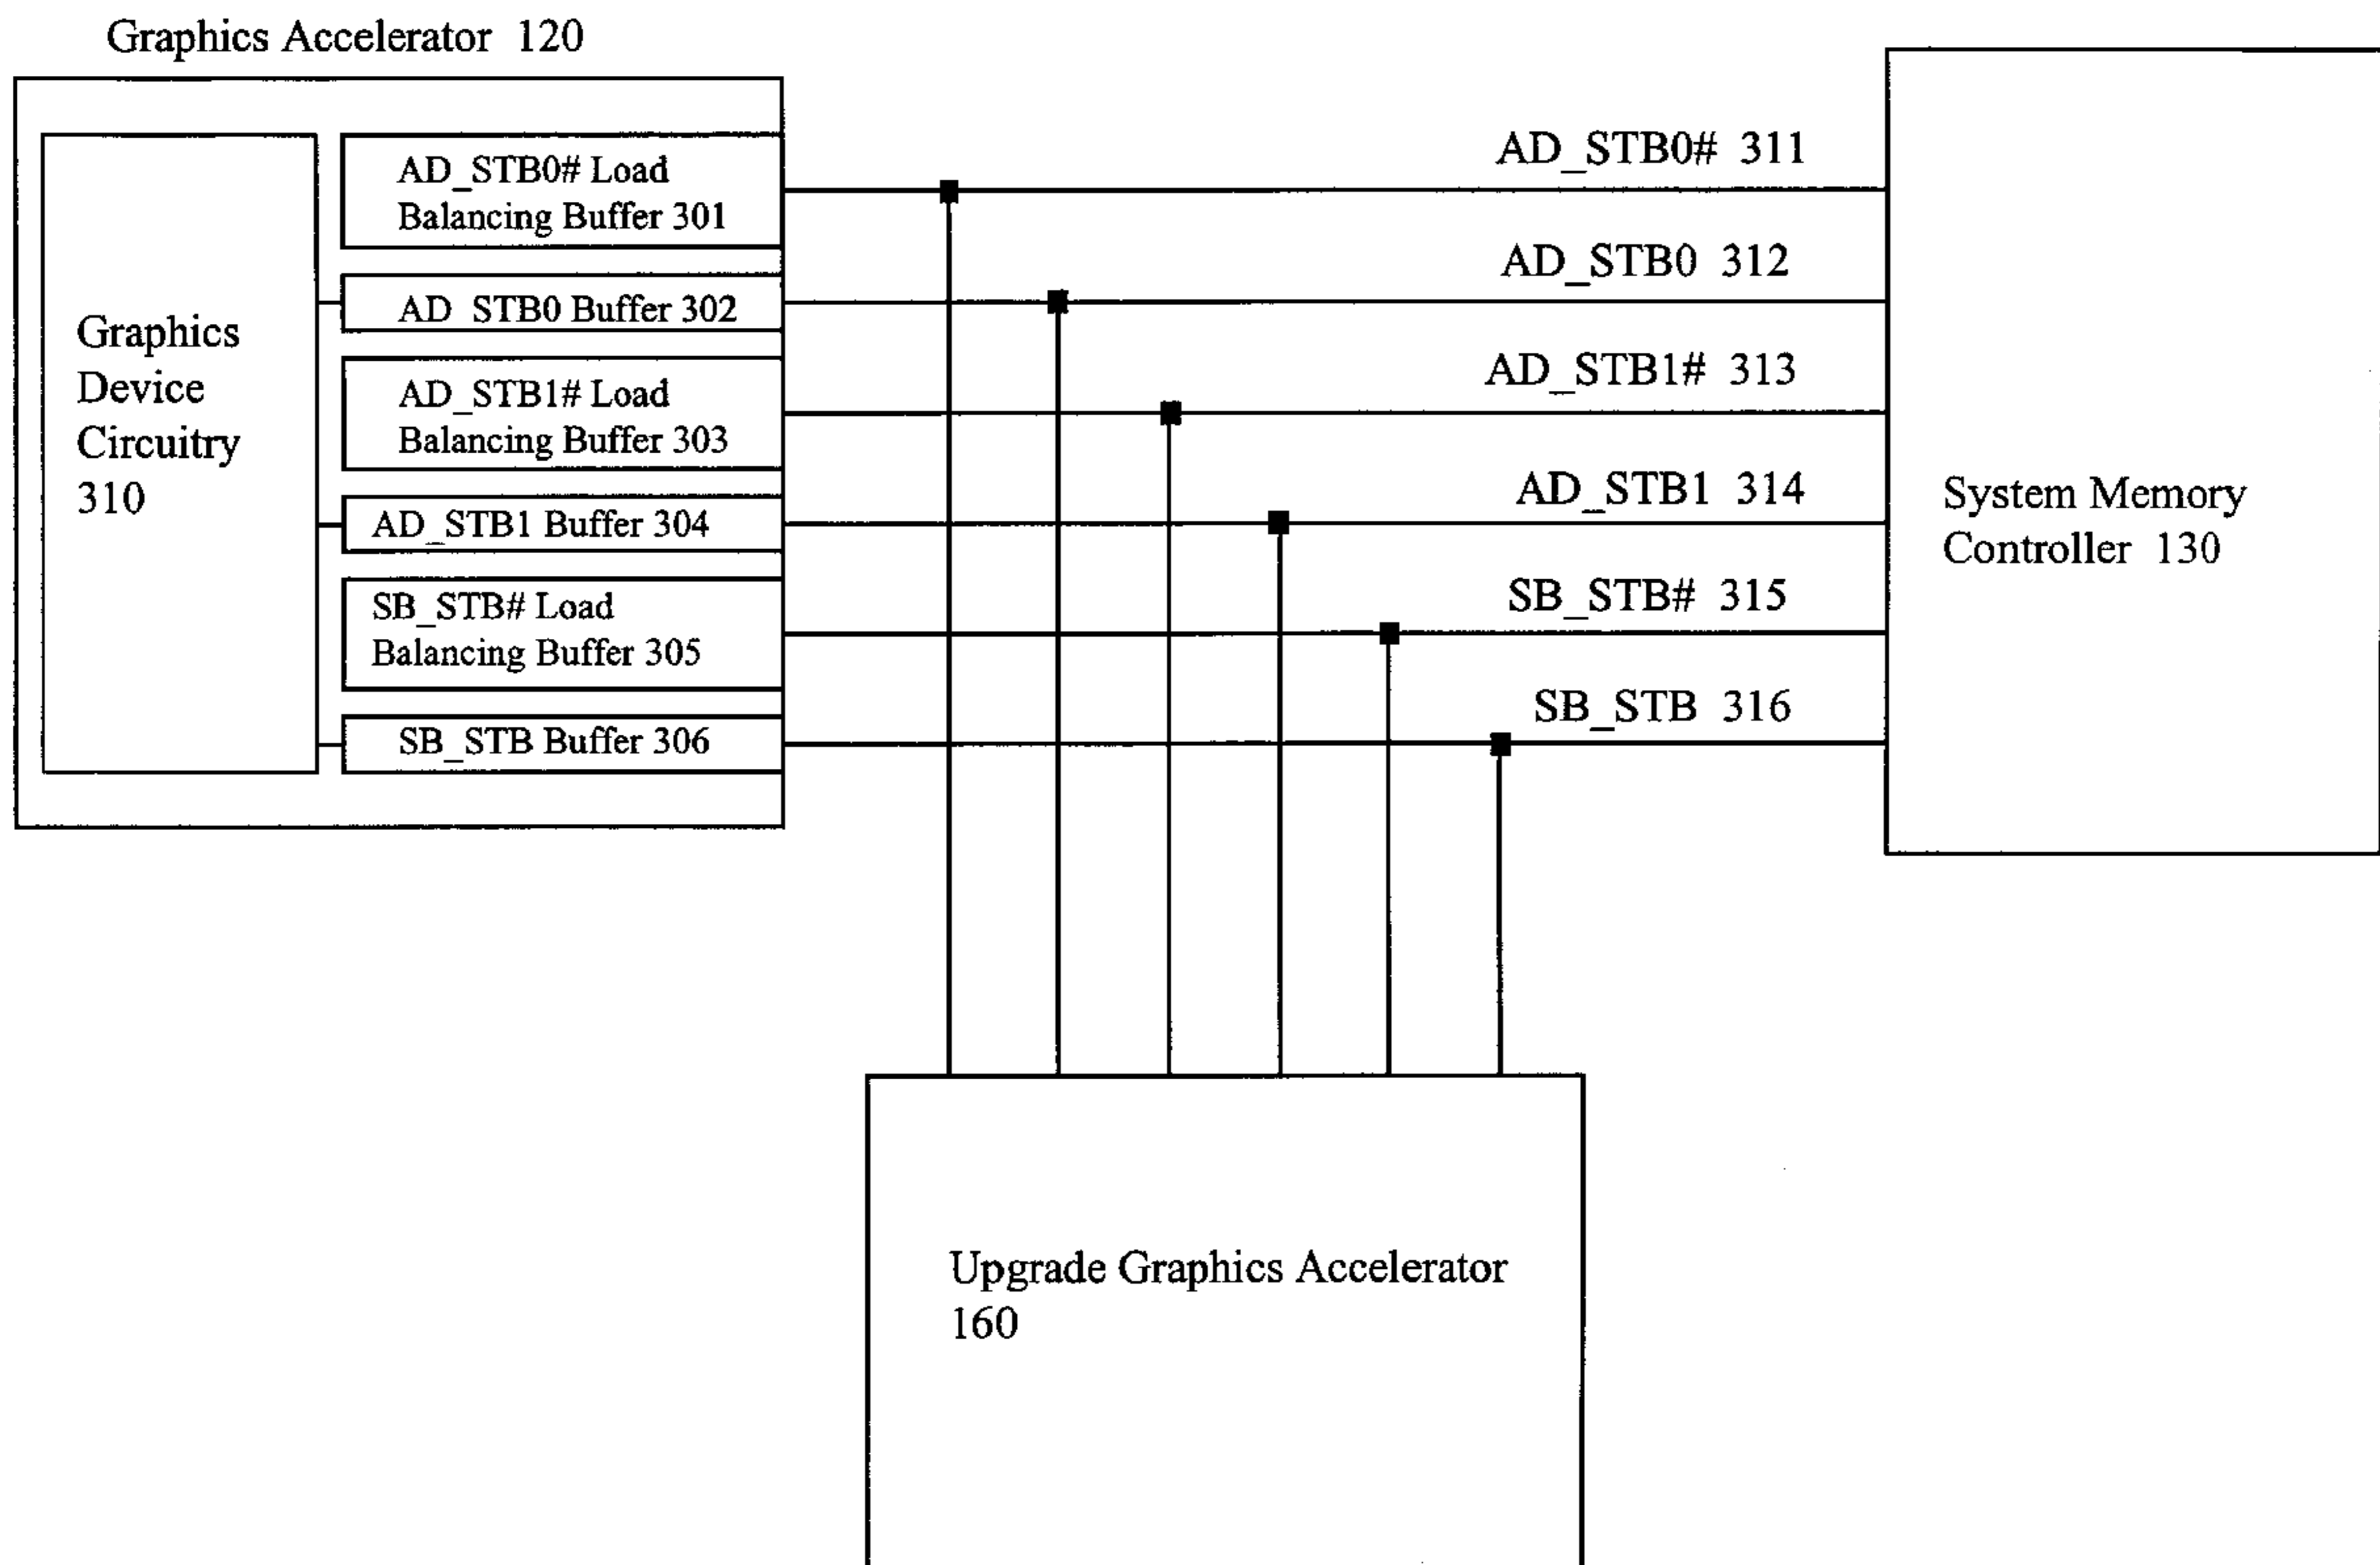 Graphics Accelerator 120
AD_STB0# Load
Balancing Buffer 301
AD_STB0 Buffer 302
AD_STB1# Load
Balancing Buffer 303
AD_STB1 Buffer 304
SB_STB# Load
Balancing Buffer 305
SB_STB Buffer 306
Graphics
Device
Circuitry
310
AD_STB0# 311
AD_STB0 312
AD_STB1# 313
AD_STB1 314
SB_STB# 315
SB_STB 316
System Memory
Controller 130
Upgrade Graphics Accelerator
160